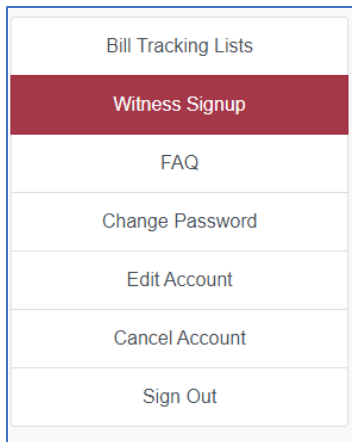 Bill Tracking Lists
Witness Signup
FAQ
Change Password
Edit Account
Cancel Account
Sign Out